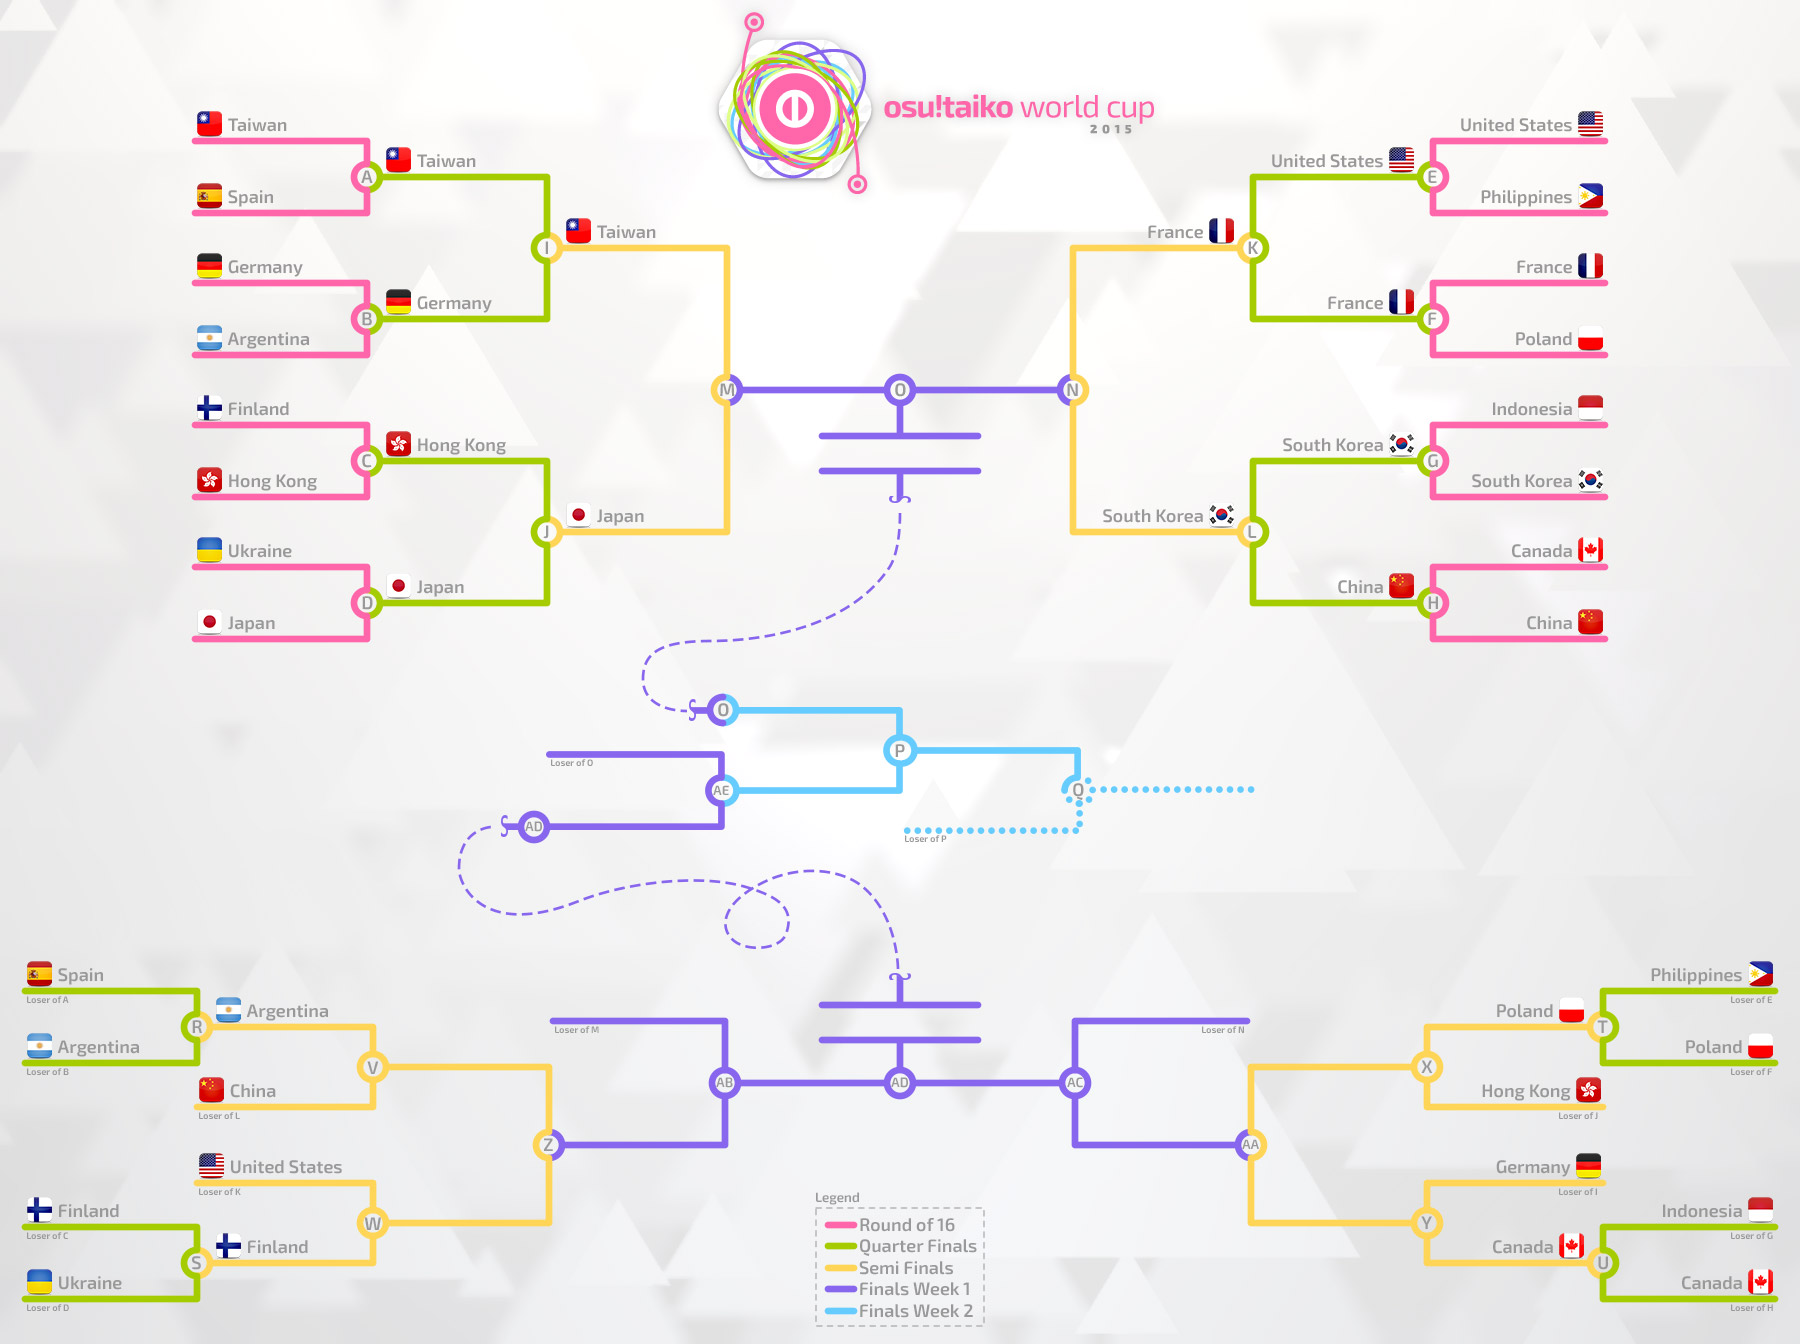 osu!taiko world cup
2015
Taiwan
Spain
A
Taiwan
Germany
Argentina
B
Germany
I
Taiwan
Finland
Hong Kong
C
Hong Kong
Ukraine
Japan
D
Japan
J
Japan
M
O
N
United States
Philippines
E
United States
France
Poland
F
France
K
France
Indonesia
South Korea
G
South Korea
Canada
China
H
China
L
South Korea
O
Loser of O
AE
AD
P
Q
Loser of P
Spain
Loser of A
Argentina
Loser of B
R
Argentina
China
Loser of L
V
United States
Loser of K
Finland
Loser of C
Ukraine
Loser of D
S
Finland
W
Z
Loser of M
AB
AD
AC
Loser of N
AA
Philippines
Loser of E
Poland
Loser of F
T
Poland
Hong Kong
Loser of J
X
Germany
Loser of I
Indonesia
Loser of G
Canada
Loser of H
U
Canada
Y
Legend
Round of 16
Quarter Finals
Semi Finals
Finals Week 1
Finals Week 2